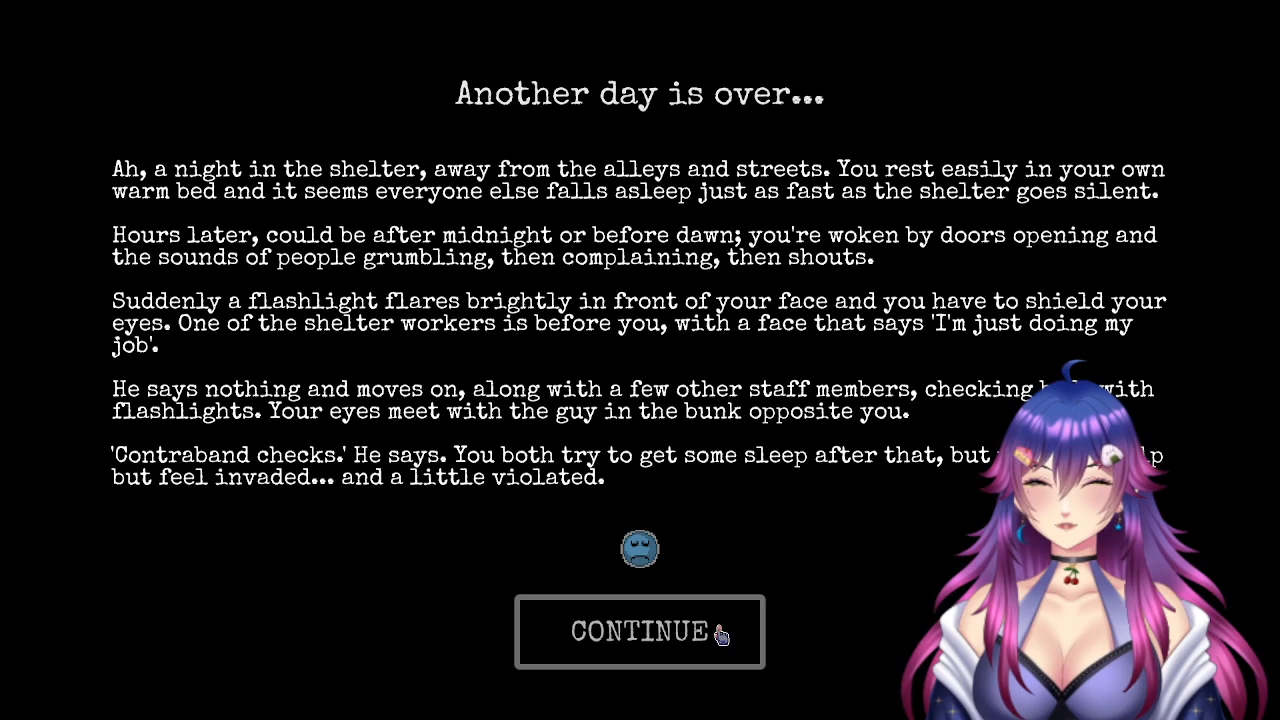 Another day is over...
Ah, a night in the shelter, away from the alleys and streets. You rest easily in your own
warm bed and it seems everyone else falls asleep just as fast as the shelter goes silent.
Hours later, could be after midnight or before dawn; you're woken by doors opening and
the sounds of people grumbling, then complaining, then shouts.
Suddenly a flashlight flares brightly in front of your face and you have to shield your
eyes. One of the shelter workers is before you, with a face that says 'I'm just doing my
job'.
He says nothing and moves on, along with a few other staff members, checking with
flashlights. Your eyes meet with the guy in the bunk opposite you.
'Contraband checks.' He says. You both try to get some sleep after that, but
but feel invaded... and a little violated.
CONTINUE